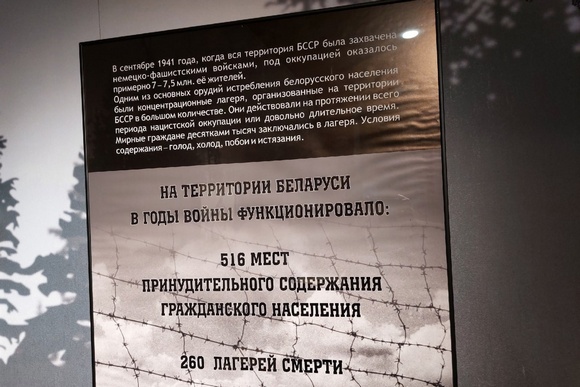 В сентябре 1941 года, когда вся территория БССР была захвачена
немецко-фашистскими войсками, под оккупацией оказалось
примерно 7–7,5 млн. её жителей.
Одним из основных орудий истребления белорусского населения
были концентрационные лагеря, организованные на территории
БССР в большом количестве. Они действовали на протяжении всего
периода нацистской оккупации или довольно длительное время.
Мирные граждане десятками тысяч заключались в лагеря. Условия
содержания – голод, холод, побои и истязания.
НА ТЕРРИТОРИИ БЕЛАРУСИ
В ГОДЫ ВОЙНЫ ФУНКЦИОНИРОВАЛО:
516 МЕСТ
ПРИНУДИТЕЛЬНОГО СОДЕРЖАНИЯ
ГРАЖДАНСКОГО НАСЕЛЕНИЯ
260 ЛАГЕРЕЙ СМЕРТИ